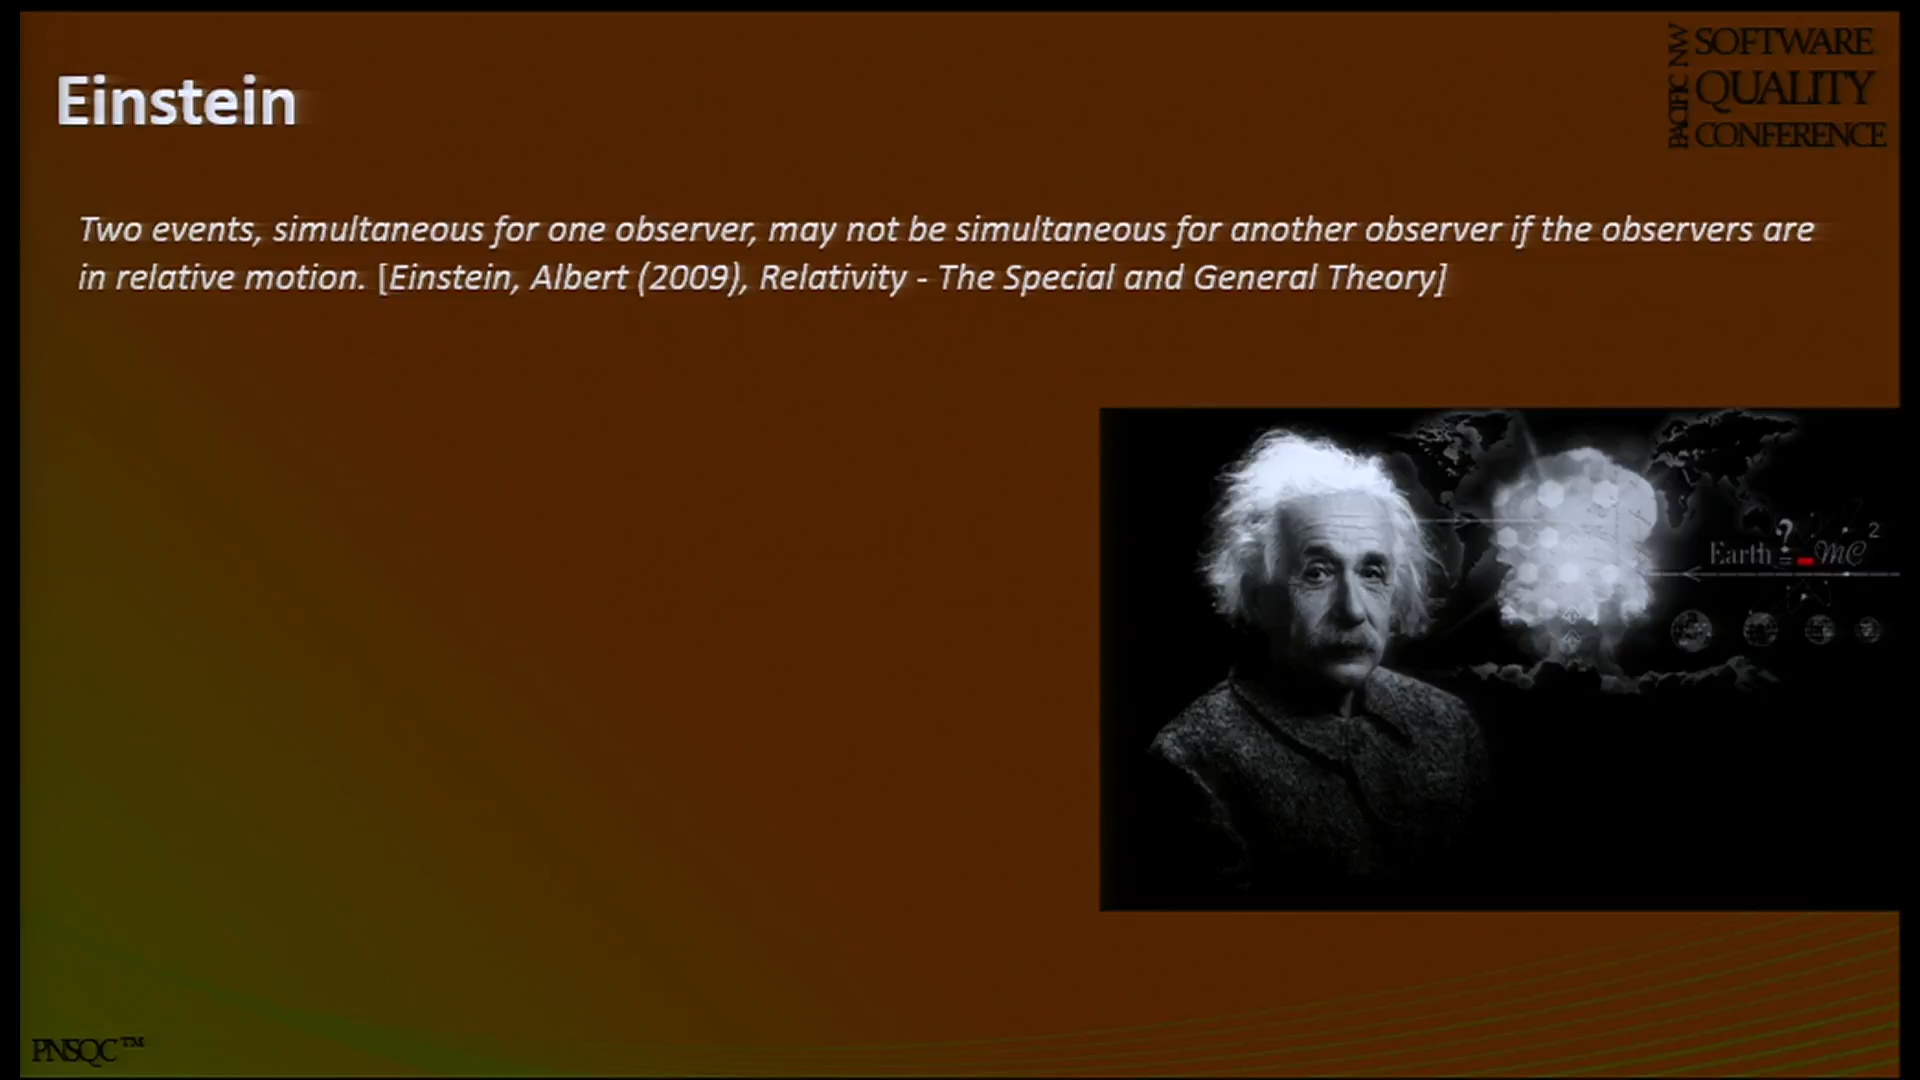 Einstein
PACIFIC NW
SOFTWARE
QUALITY
CONFERENCE
Two events, simultaneous for one observer, may not be simultaneous for another observer if the observers are
in relative motion. [Einstein, Albert (2009), Relativity - The Special and General Theory]
Earth ? = mc 2
PNSQC™